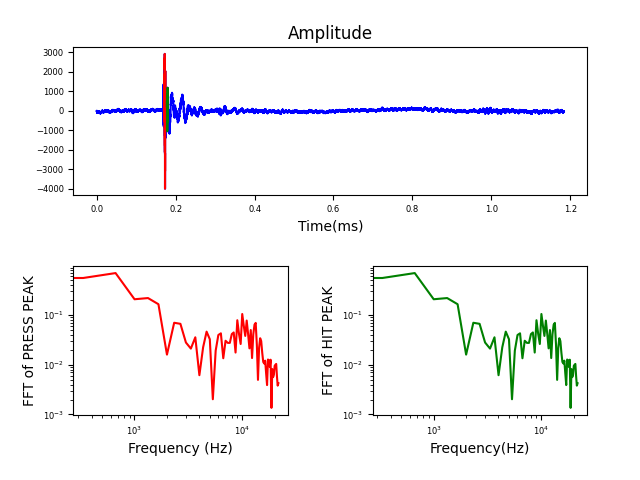 Amplitude
3000
2000
1000
0
−1000
−2000
−3000
−4000
0.0 0.2 0.4 0.6 0.8 1.0 1.2
Time(ms)
FFT of PRESS PEAK
10⁻¹
10⁻²
10⁻³
10³ 10⁴
Frequency (Hz)
FFT of HIT PEAK
10⁻¹
10⁻²
10⁻³
10³ 10⁴
Frequency(Hz)